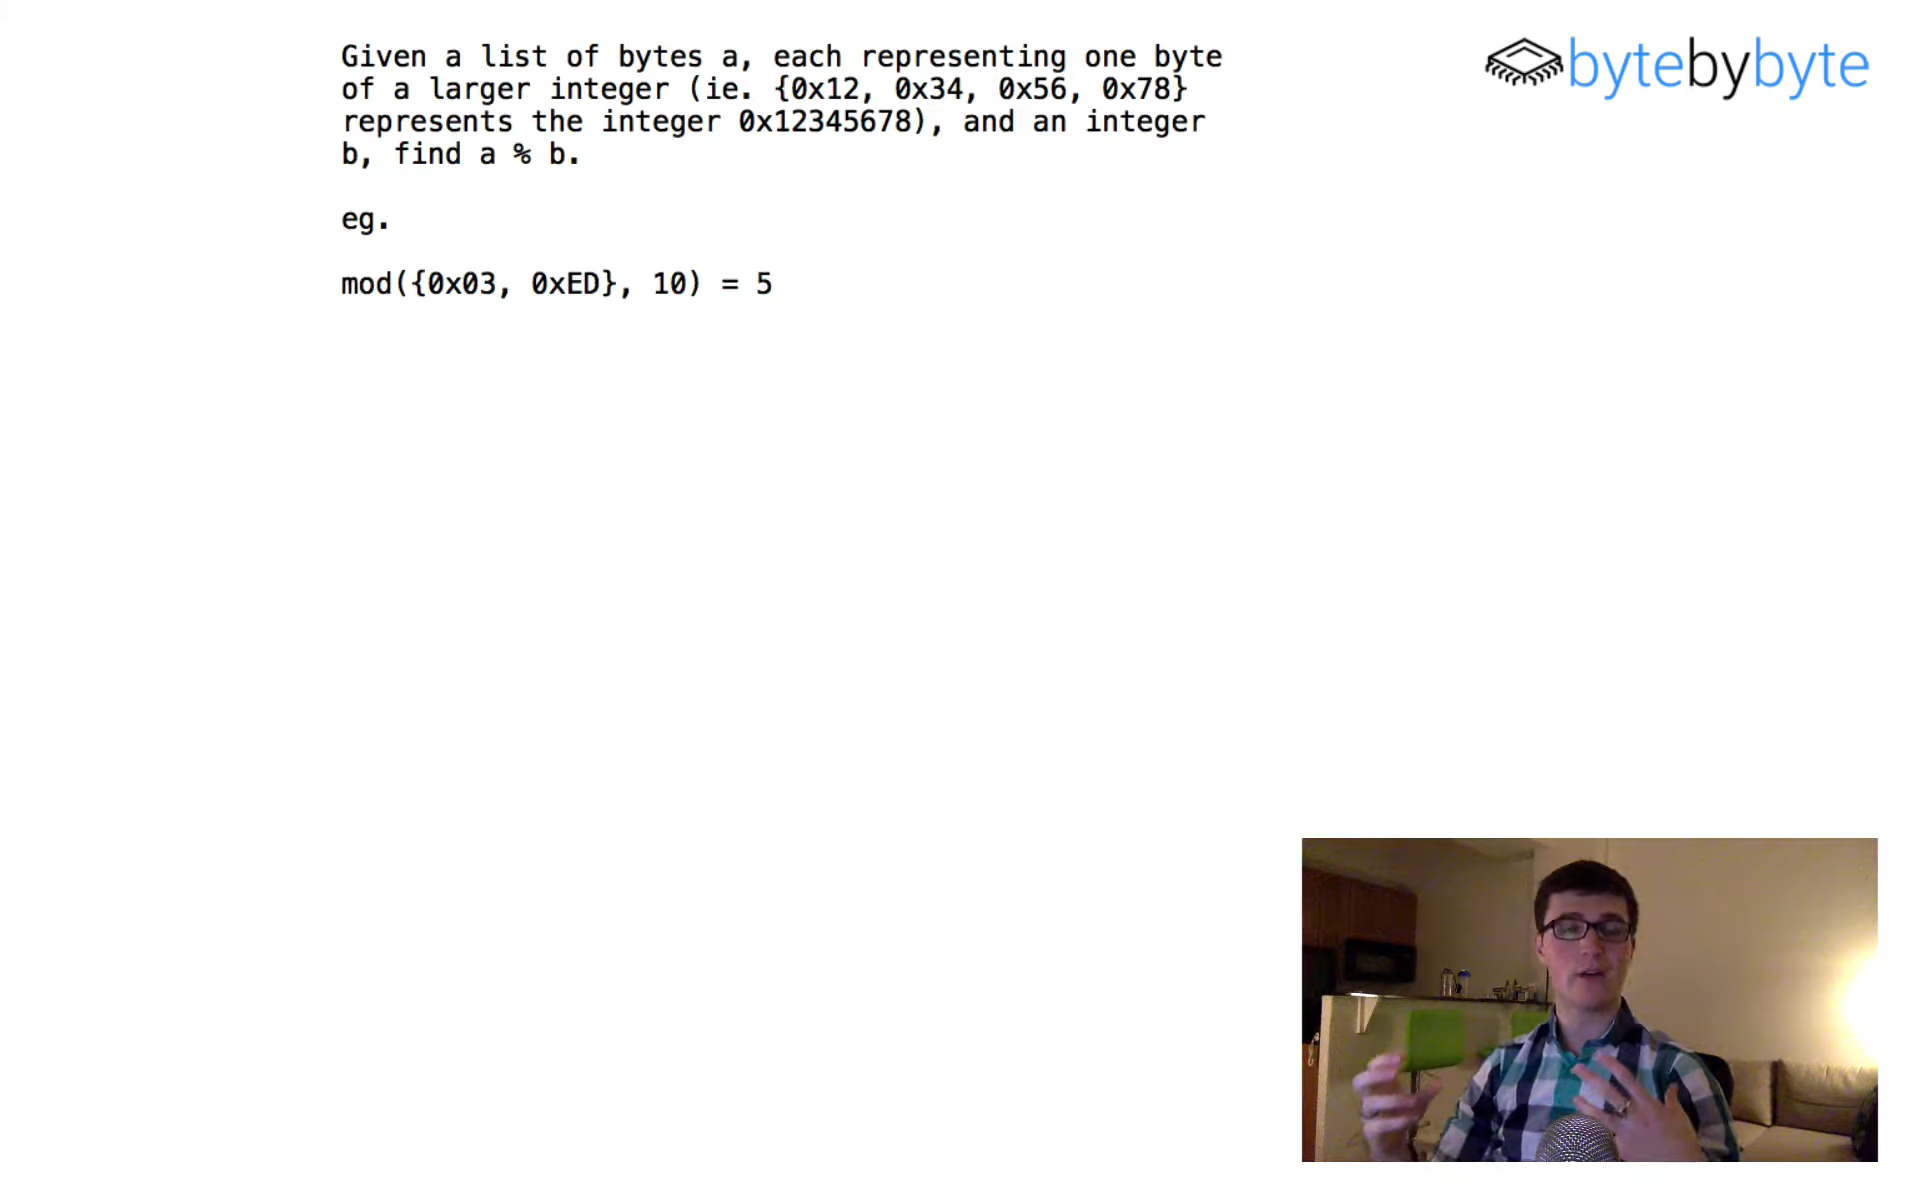 Given a list of bytes a, each representing one byte
of a larger integer (ie. {0x12, 0x34, 0x56, 0x78}
represents the integer 0x12345678), and an integer
b, find a % b.
eg.
mod({0x03, 0xED}, 10) = 5
bytebybyte